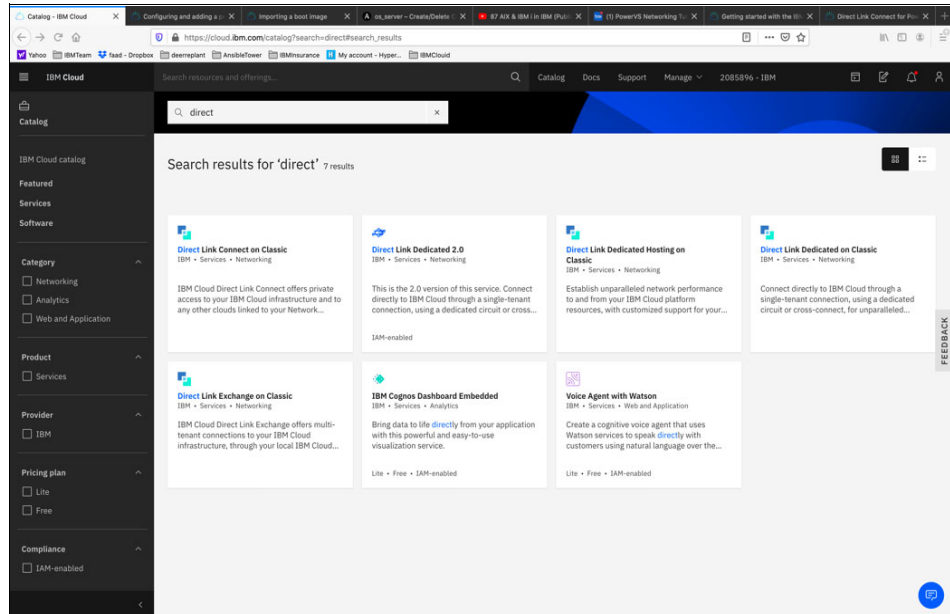 Catalog - IBM Cloud
Configuring and adding a p
Importing a boot image
os_server – Create/Delete
87 AIX & IBM i in IBM (Pub
(1) PowerVS Networking Tu
Getting started with the IB
Direct Link Connect for Pow
https://cloud.ibm.com/catalog?search=direct#search_results
Yahoo
IBMTeam
faad - Dropbox
deerreplant
AnsibleTower
IBMInsurance
My account - Hyper...
IBMClouid
IBM Cloud
Search resources and offerings...
Catalog
Docs
Support
Manage
2085896 - IBM
Catalog
direct
IBM Cloud catalog
Featured
Services
Software
Category
Networking
Analytics
Web and Application
Product
Services
Provider
IBM
Pricing plan
Lite
Free
Compliance
IAM-enabled
Search results for ‘direct’ 7 results
Direct Link Connect on Classic
IBM • Services • Networking
IBM Cloud Direct Link Connect offers private
access to your IBM Cloud infrastructure and to
any other clouds linked to your Network...
Direct Link Dedicated 2.0
IBM • Services • Networking
This is the 2.0 version of this service. Connect
directly to IBM Cloud through a single-tenant
connection, using a dedicated circuit or cross...
IAM-enabled
Direct Link Dedicated Hosting on
Classic
IBM • Services • Networking
Establish unparalleled network performance
to and from your IBM Cloud platform
resources, with customized support for your...
Direct Link Dedicated on Classic
IBM • Services • Networking
Connect directly to IBM Cloud through a
single-tenant connection, using a dedicated
circuit or cross-connect, for unparalleled...
Direct Link Exchange on Classic
IBM • Services • Networking
IBM Cloud Direct Link Exchange offers multi-
tenant connections to your IBM Cloud
infrastructure, through your local IBM Cloud...
IBM Cognos Dashboard Embedded
IBM • Services • Analytics
Bring data to life directly from your application
with this powerful and easy-to-use
visualization service.
Lite • Free • IAM-enabled
Voice Agent with Watson
IBM • Services • Web and Application
Create a cognitive voice agent that uses
Watson services to speak directly with
customers using natural language over the...
Lite • Free • IAM-enabled
FEEDBACK